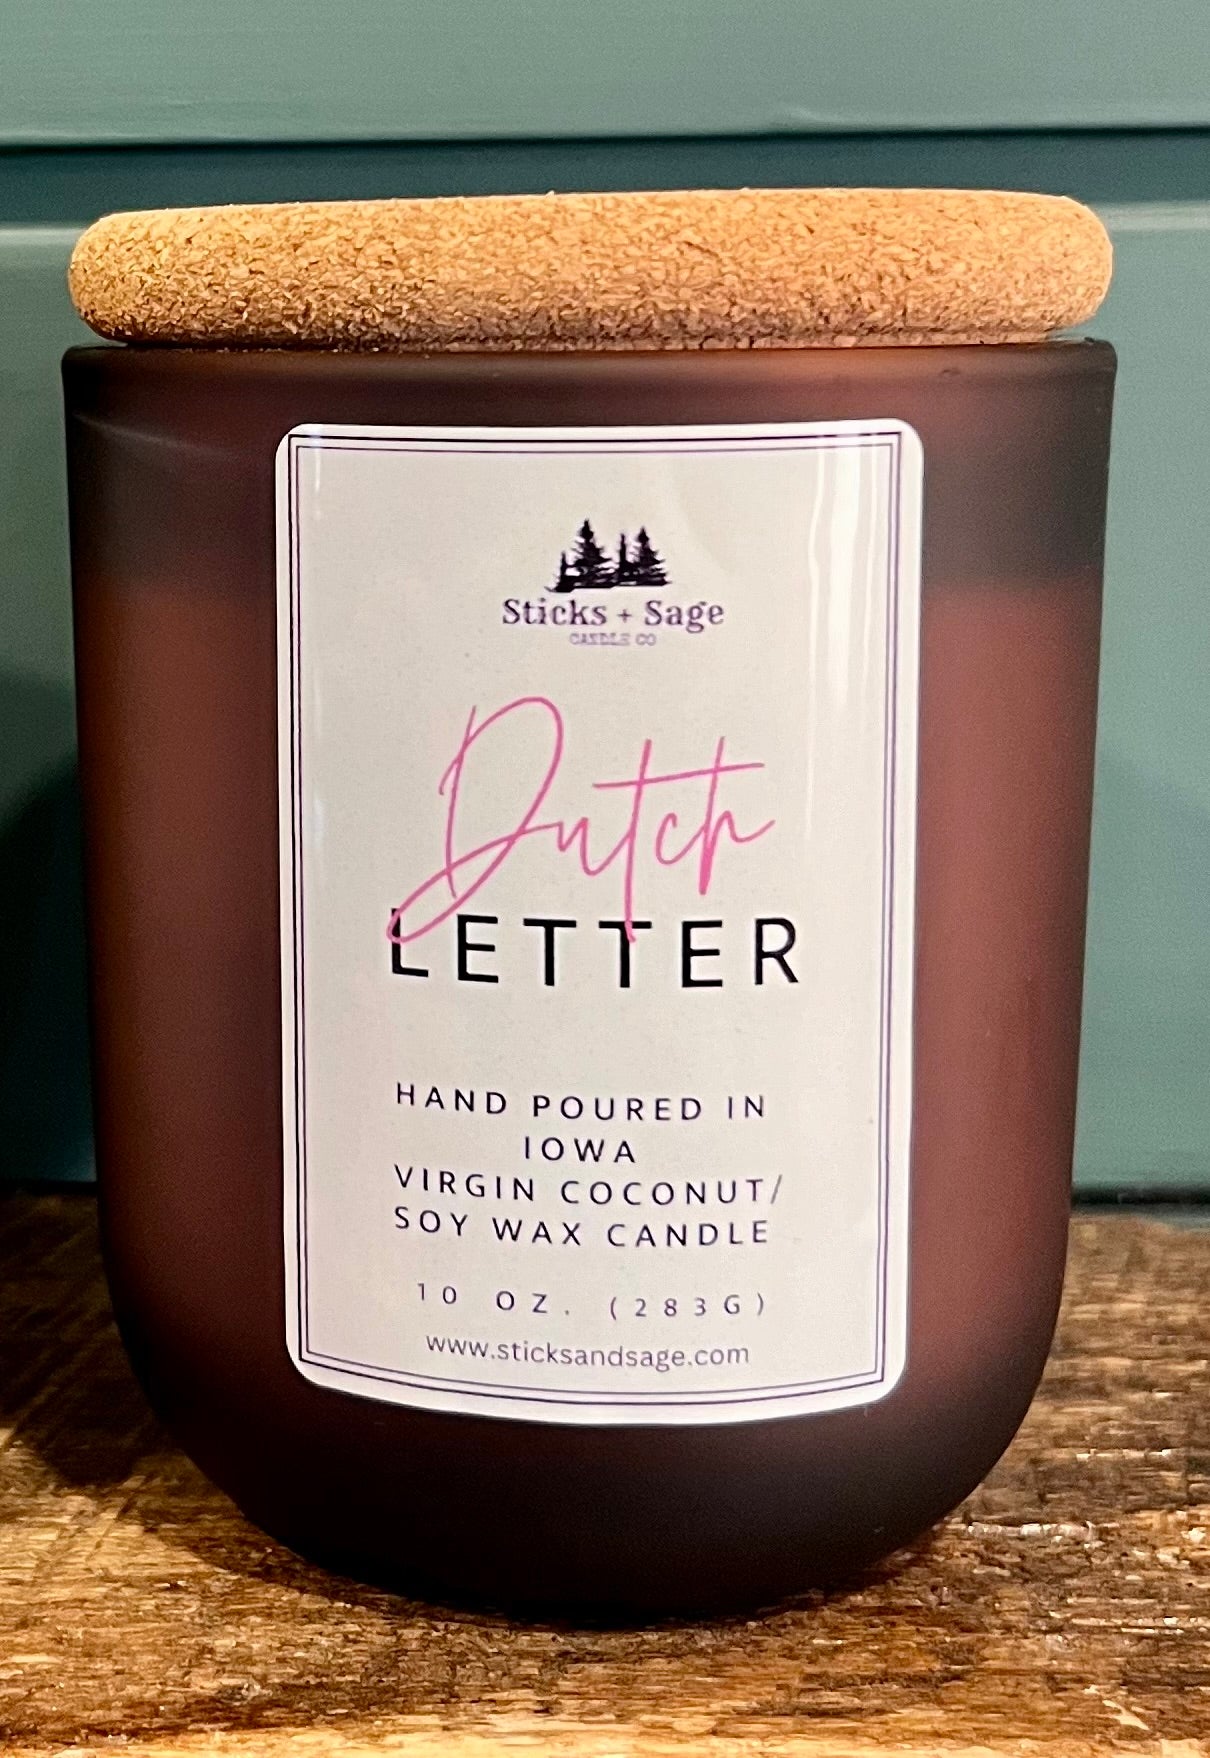 Sticks + Sage
CANDLE CO
Dutch
LETTER
HAND POURED IN
IOWA
VIRGIN COCONUT/
SOY WAX CANDLE
10 OZ. (283G)
www.sticksandsage.com